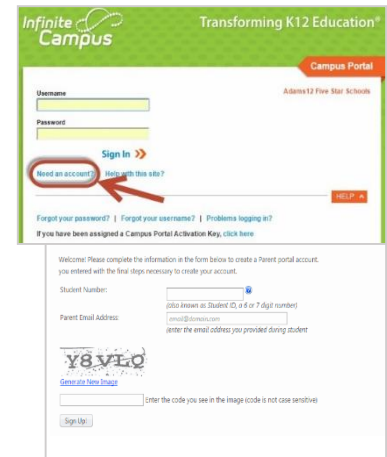 Infinite Campus
Transforming K12 Education®
Campus Portal
Username
Adams12 Five Star Schools
Password
Sign In >>
Need an account? Help with this site?
HELP
Forgot your password? | Forgot your username? | Problems logging in?
If you have been assigned a Campus Portal Activation Key, click here
Welcome! Please complete the information in the form below to create a Parent portal account.
you entered with the final steps necessary to create your account.
Student Number:
(also known as Student ID, a 6 or 7 digit number)
Parent Email Address:
email@domain.com
(enter the email address you provided during student
Y8VLQ
Generate New Image
Enter the code you see in the image (code is not case sensitive)
Sign Up!